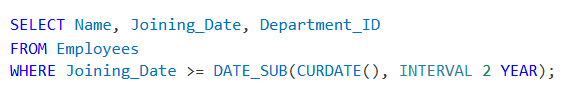 SELECT Name, Joining_Date, Department_ID
FROM Employees
WHERE Joining_Date >= DATE_SUB(CURDATE(), INTERVAL 2 YEAR);